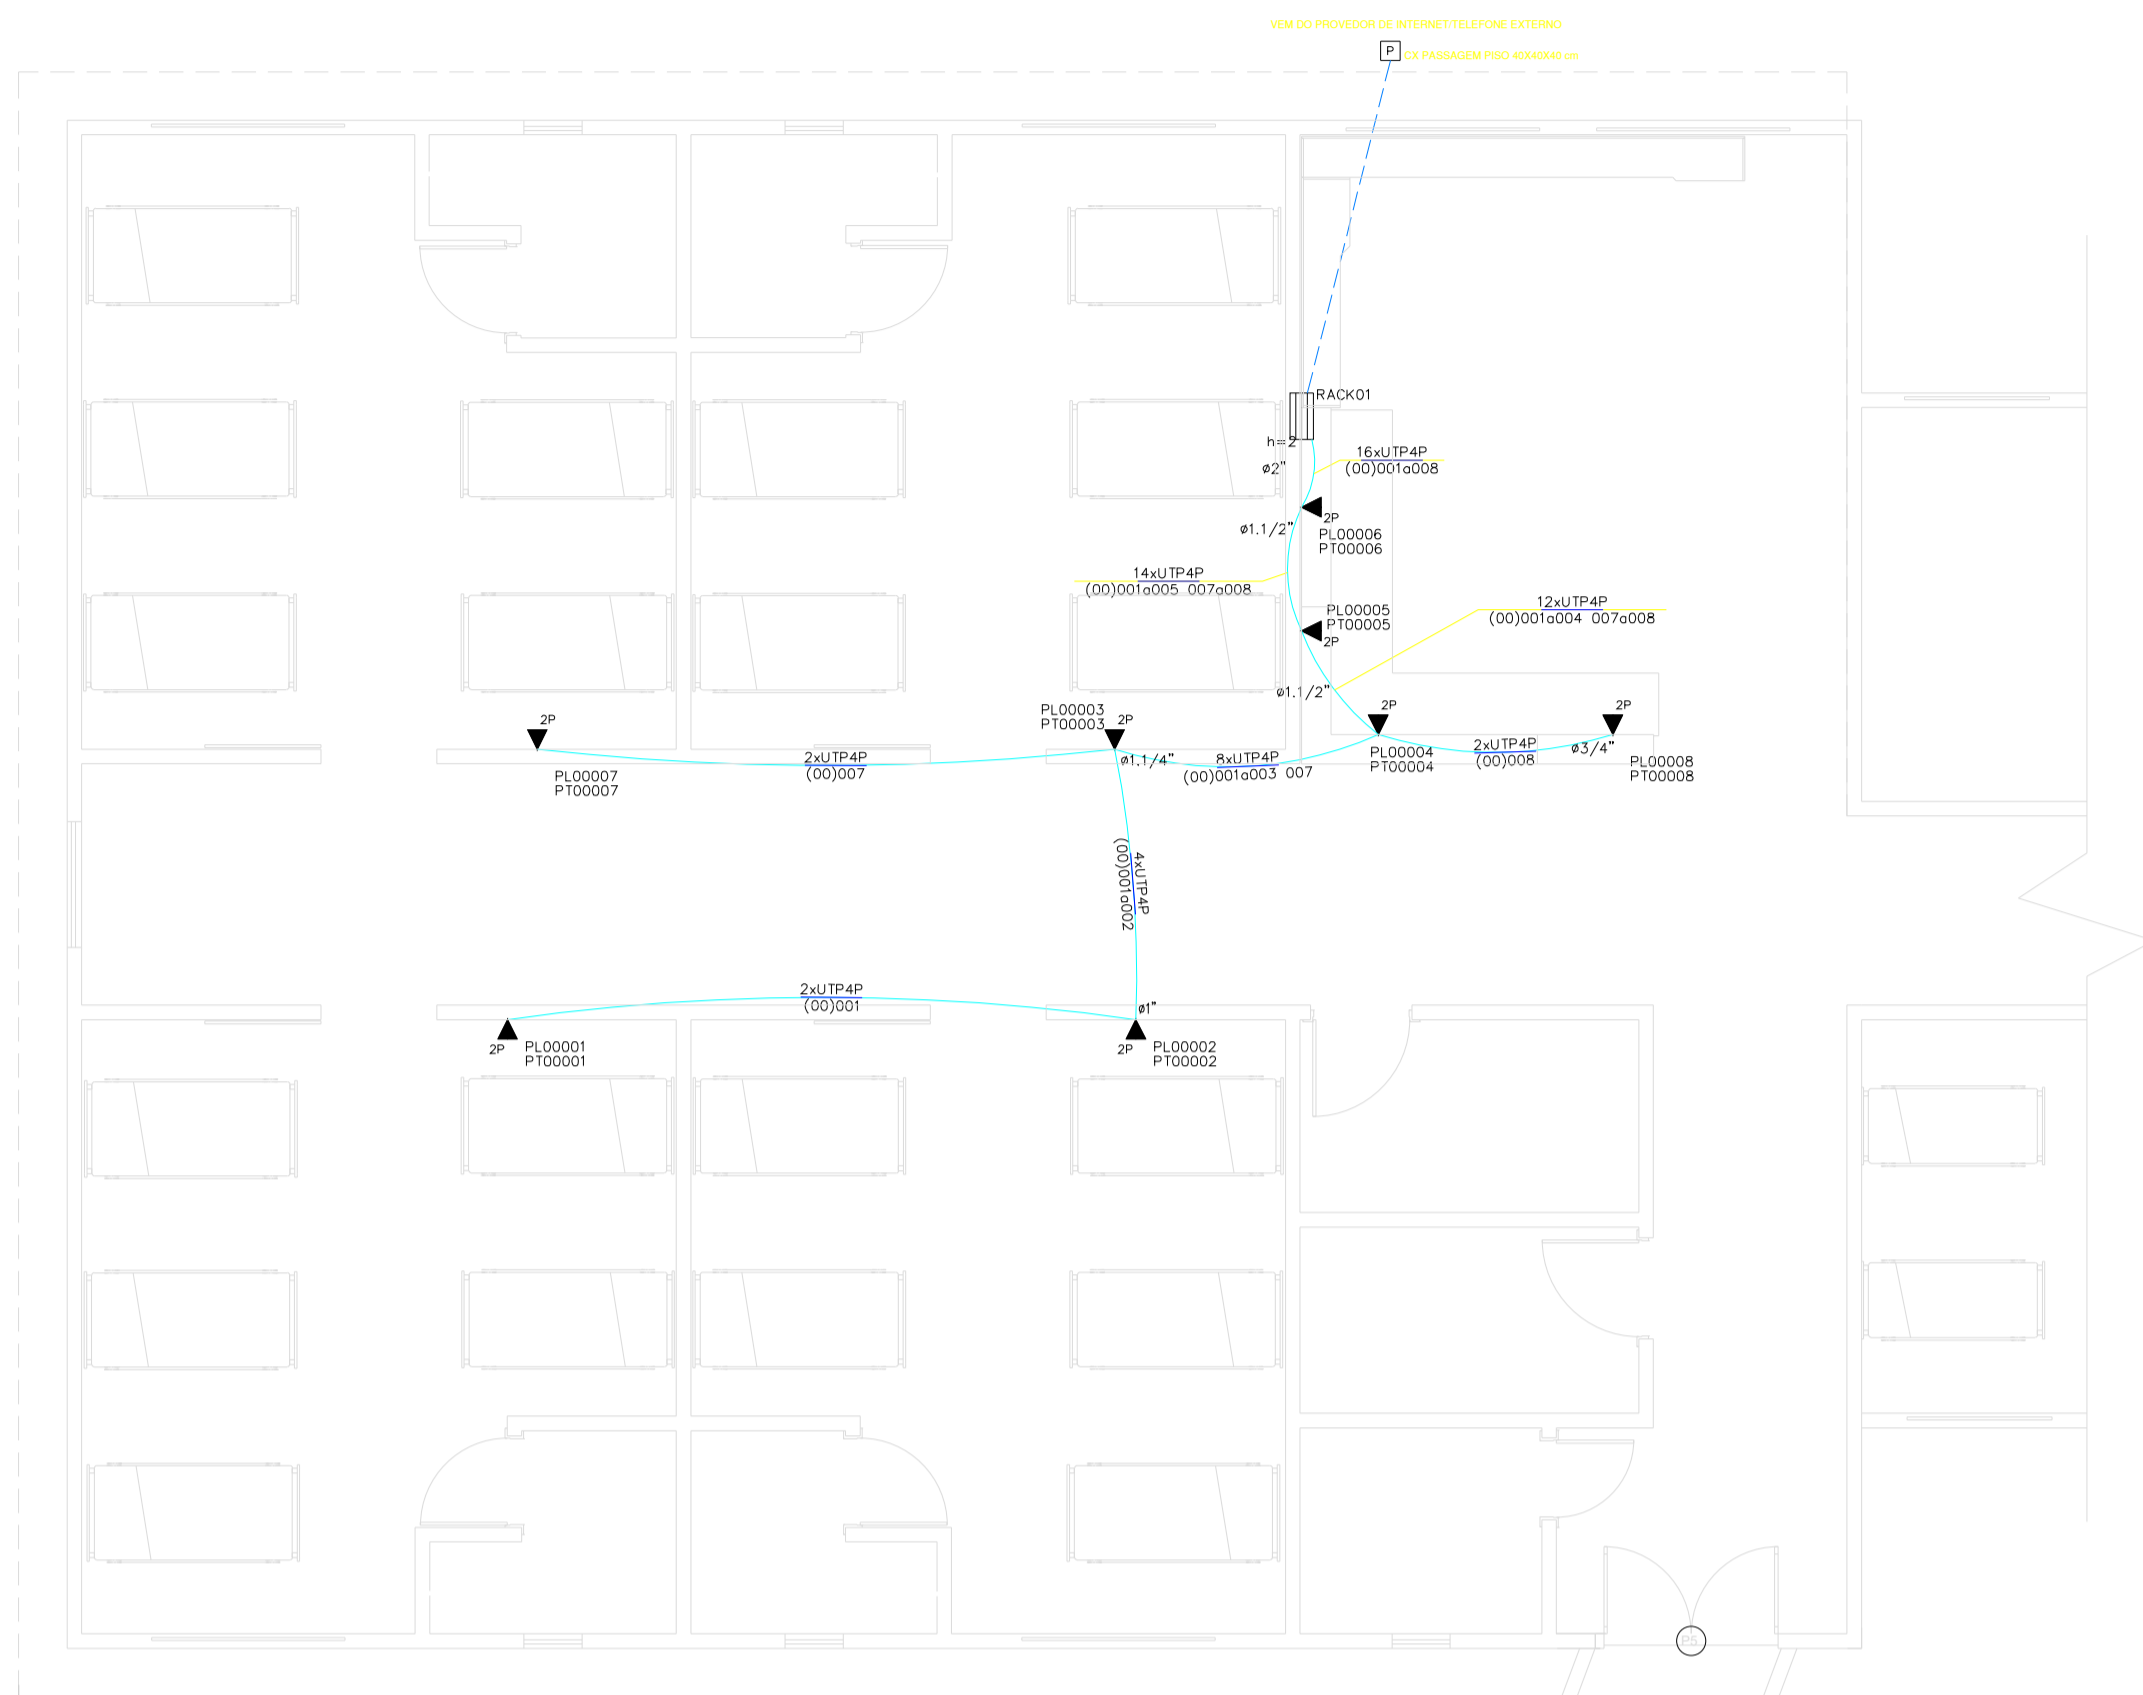 VEM DO PROVEDOR DE INTERNET/TELEFONE EXTERNO
P
CX PASSAGEM PISO 40X40X40 cm
RACK01
h=2
ø2"
16xUTP4P
(00)001a008
2P
ø1.1/2"
PL00006
PT00006
14xUTP4P
(00)001a005 007a008
PL00005
PT00005
2P
12xUTP4P
(00)001a004 007a008
ø1.1/2"
PL00003
PT00003
2P
2P
2P
2P
ø1.1/4"
8xUTP4P
(00)001a003 007
PL00004
PT00004
2xUTP4P
(00)008
ø3/4"
PL00008
PT00008
2xUTP4P
(00)007
PL00007
PT00007
4xUTP4P
(00)001a002
2xUTP4P
(00)001
ø1"
2P
PL00001
PT00001
2P
PL00002
PT00002
P5